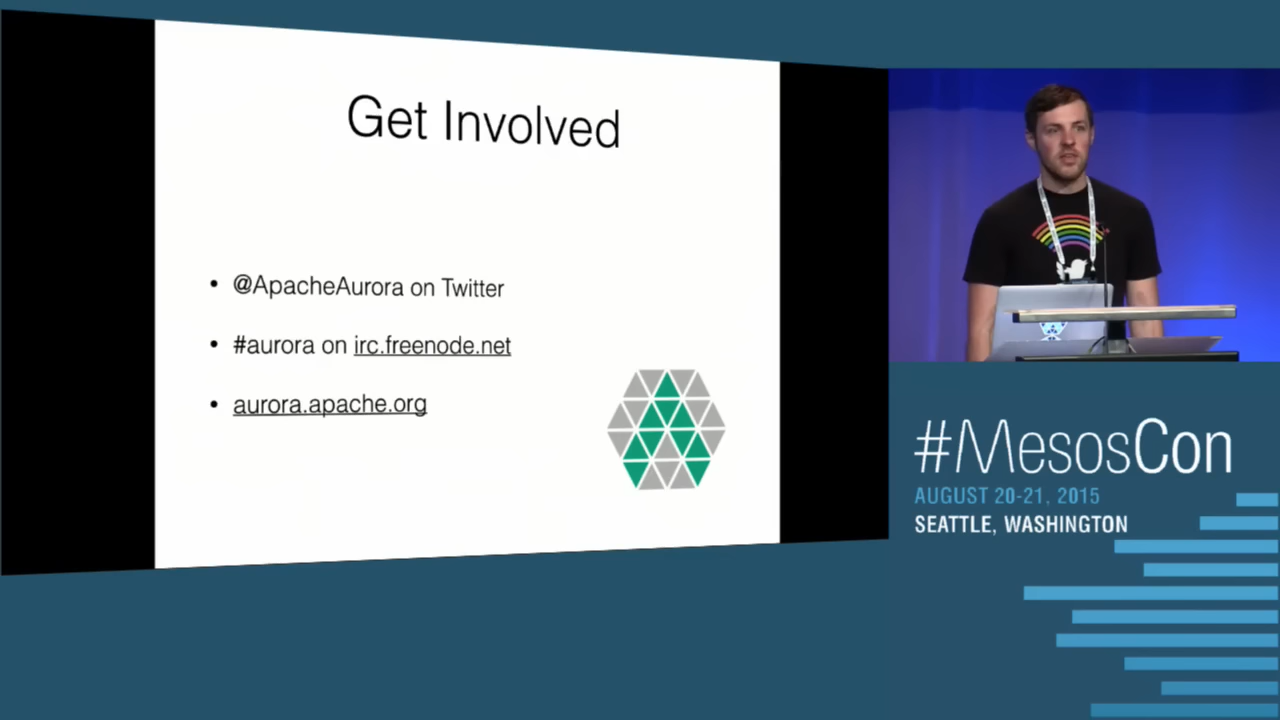 Get Involved
• @ApacheAurora on Twitter
• #aurora on irc.freenode.net
• aurora.apache.org
#MesosCon
AUGUST 20-21, 2015
SEATTLE, WASHINGTON